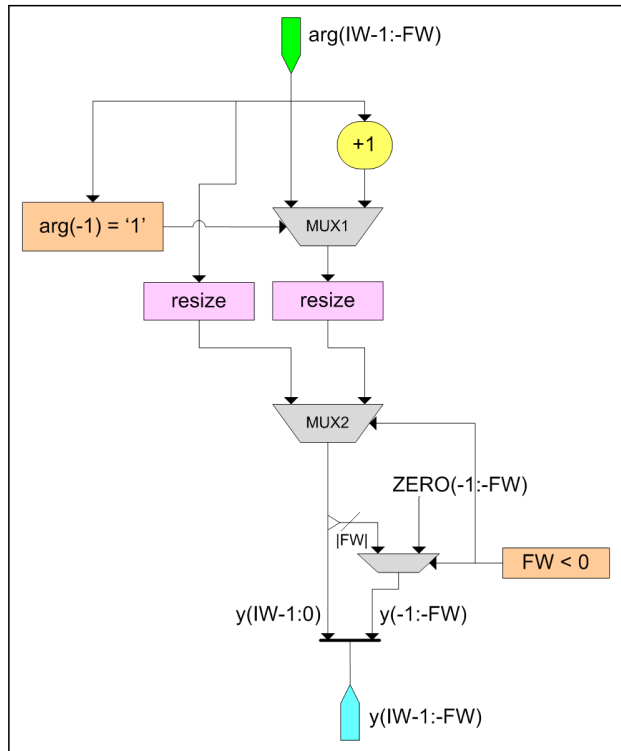 arg(IW-1:-FW)
+1
arg(-1) = ‘1’
MUX1
resize
resize
MUX2
ZERO(-1:-FW)
|FW|
FW < 0
y(IW-1:0)
y(-1:-FW)
y(IW-1:-FW)